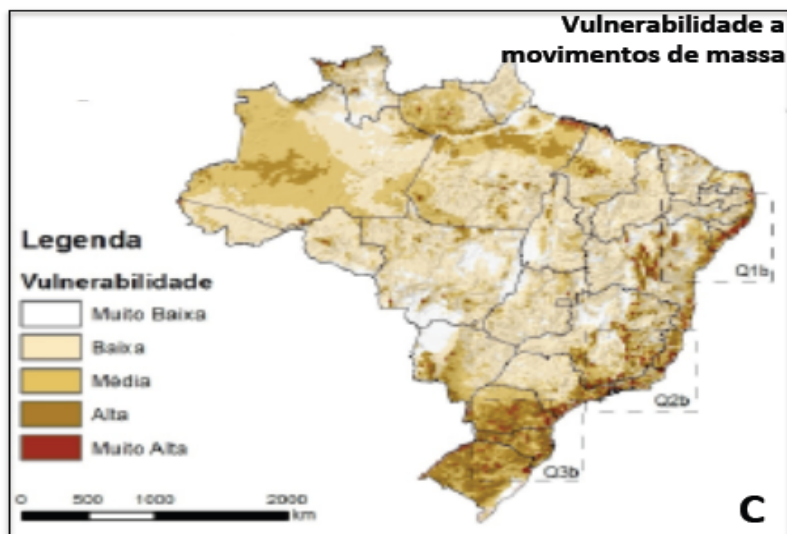 Vulnerabilidade a
movimentos de massa
Legenda
Vulnerabilidade
Muito Baixa
Baixa
Média
Alta
Muito Alta
0 500 1000 2000
km
Q1b
Q2b
Q3b
C